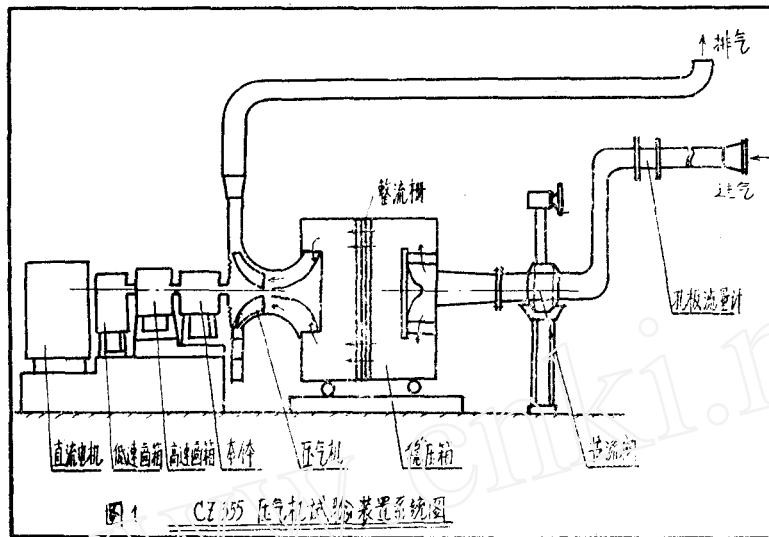 排气
进气
整流栅
孔板流量计
直流电机 低速齿箱 高速齿箱 本体 压气机 稳压箱 节流阀
图1 CZ355 压气机试验装置系统图
www.cnki.n